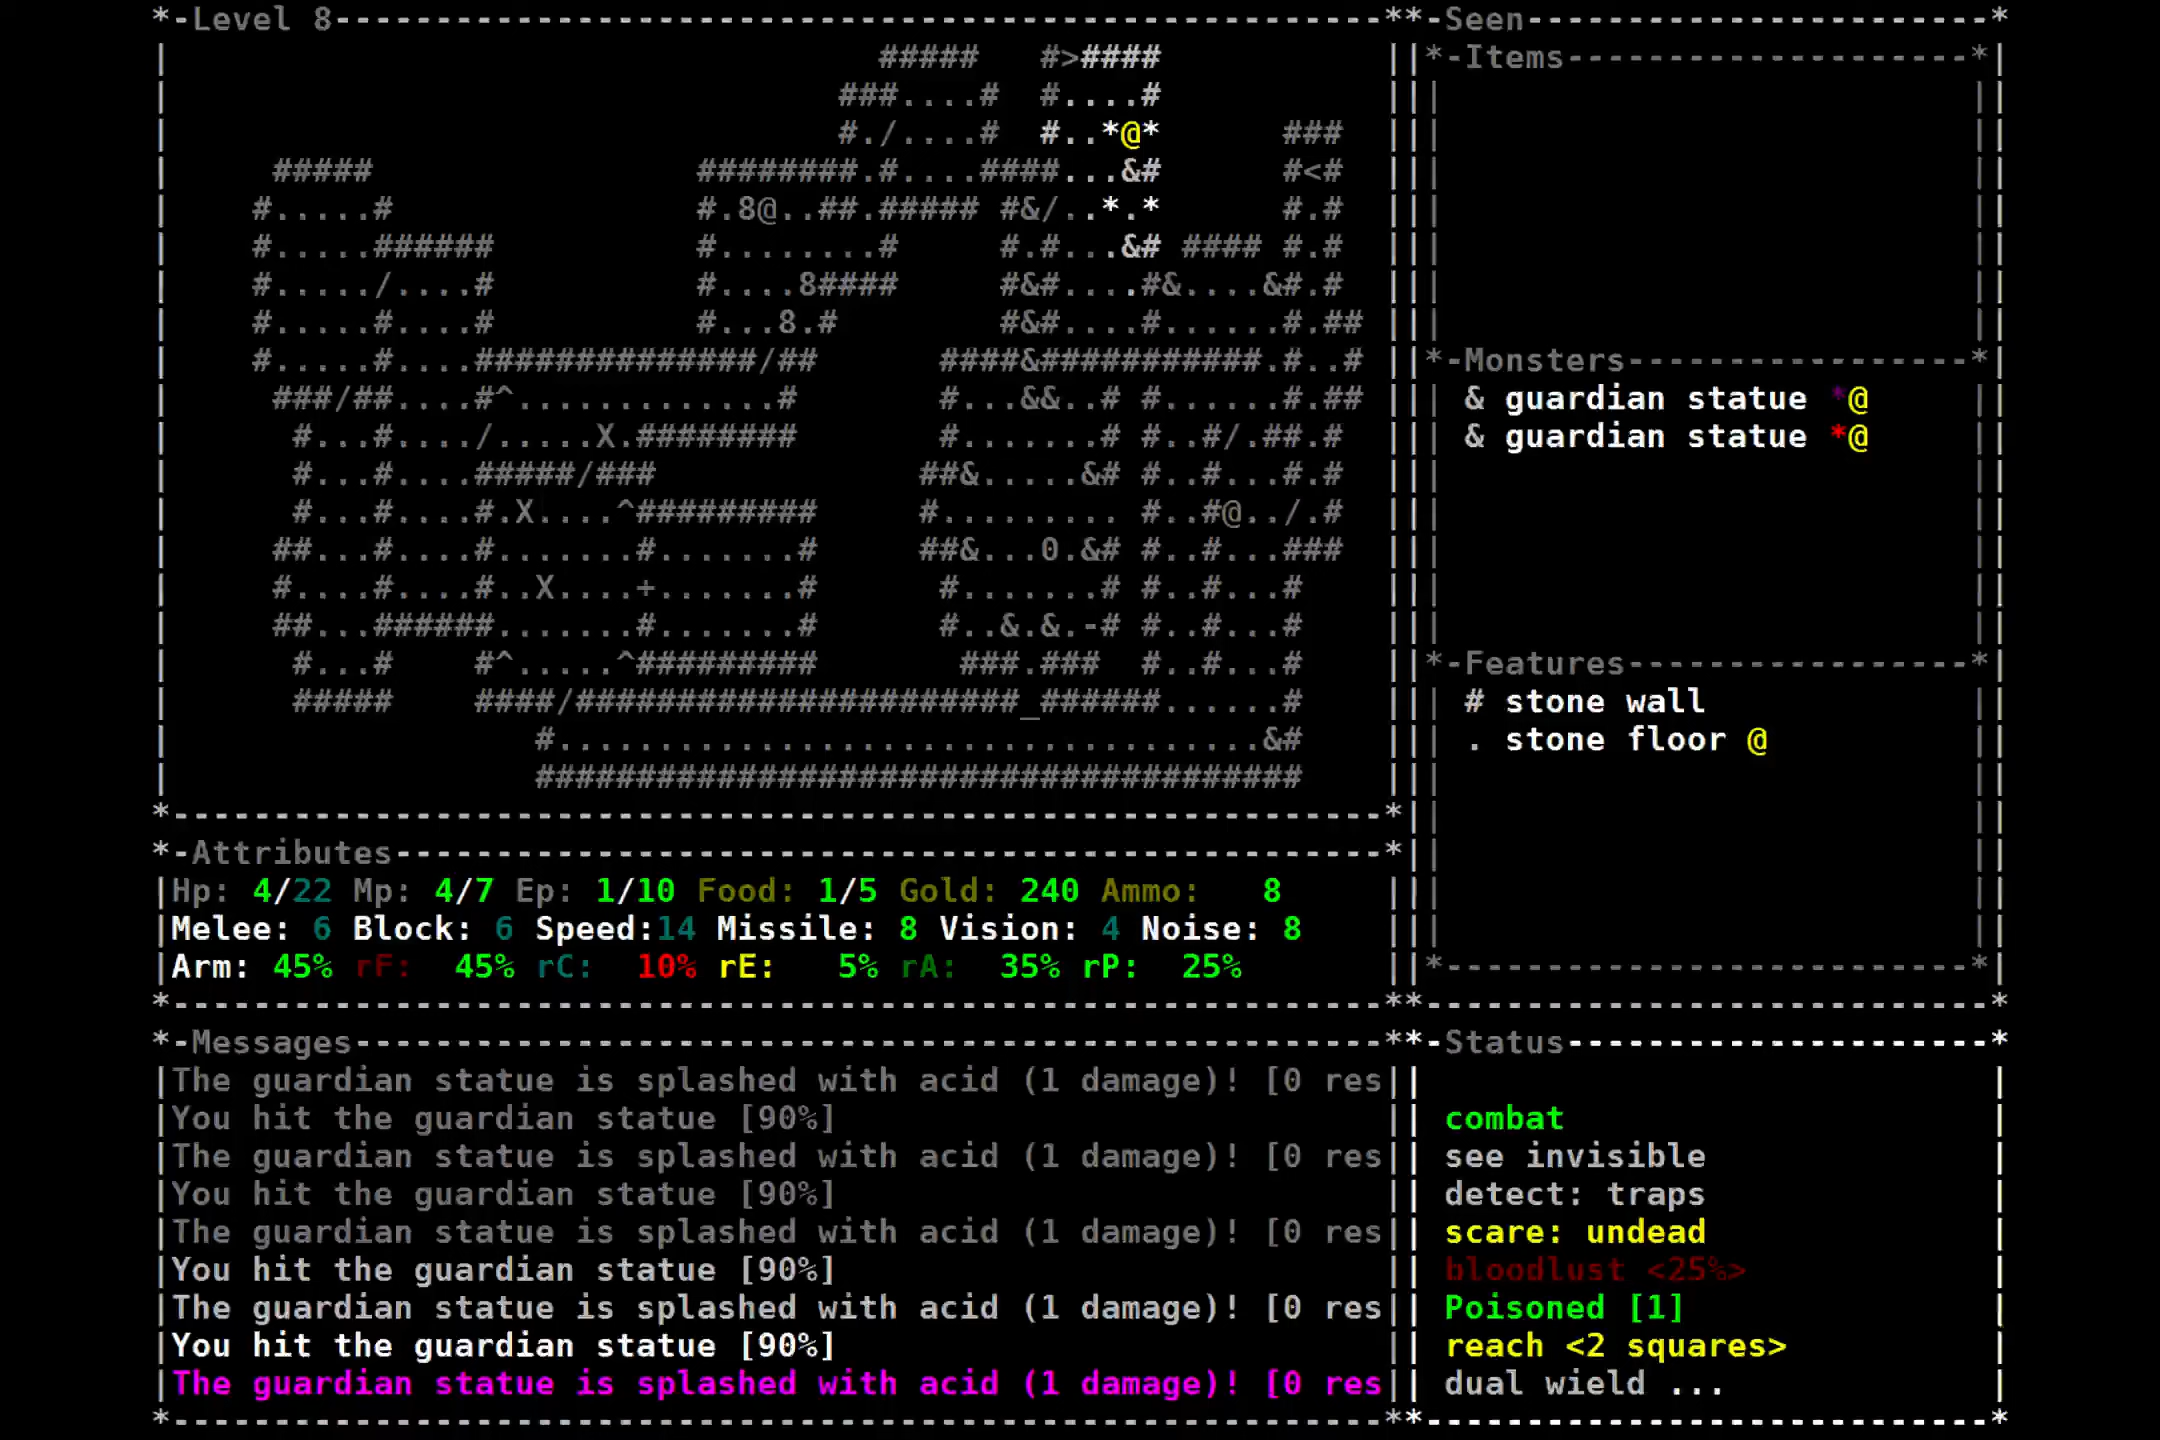 *-Level 8----------------------------------------------------**-Seen-----------------------*
##### #>#### *-Items--------------------*
###....# #....#
#./....# #..*@* ###
##### ########.#....####...&# #<#
#.....# #.8@..##.##### #&/..*.* #.#
#.....###### #........# #.#...&# #### #.#
#...../....# #....8#### #&#....#&....&#.#
#.....#....# #...8.# #&#....#.......#.##
#.....#....##############/## ####&###########.#..#  *-Monsters-----------------*
###/##....#^.............# #...&&..# #......#.## & guardian statue *@
#...#..../.....X.######## #.......# #..#/.##.# & guardian statue *@
#...#....#####/### ##&.....&# #..#...#.#
#...#....#.X....^######### #......... #..#@../.#
##...#....#.......#.......# ##&...0.&# #..#...###
#....#....#..X....+.......# #.......# #..#...#
##...######.......#.......# #..&.&.-# #..#...#
#...# #^.....^######### ###.### #..#...# *-Features-----------------*
##### ####/######################_######......# # stone wall
#...................................&# . stone floor @
######################################
*-Attributes--------------------------------------------------*
Hp: 4/22 Mp: 4/7 Ep: 1/10 Food: 1/5 Gold: 240 Ammo: 8
Melee: 6 Block: 6 Speed:14 Missile: 8 Vision: 4 Noise: 8
Arm: 45% rF: 45% rC: 10% rE: 5% rA: 35% rP: 25%
*-Messages----------------------------------------------------**-Status---------------------*
The guardian statue is splashed with acid (1 damage)! [0 res
You hit the guardian statue [90%] combat
The guardian statue is splashed with acid (1 damage)! [0 res see invisible
You hit the guardian statue [90%] detect: traps
The guardian statue is splashed with acid (1 damage)! [0 res scare: undead
You hit the guardian statue [90%] bloodlust <25%>
The guardian statue is splashed with acid (1 damage)! [0 res Poisoned [1]
You hit the guardian statue [90%] reach <2 squares>
The guardian statue is splashed with acid (1 damage)! [0 res dual wield ...